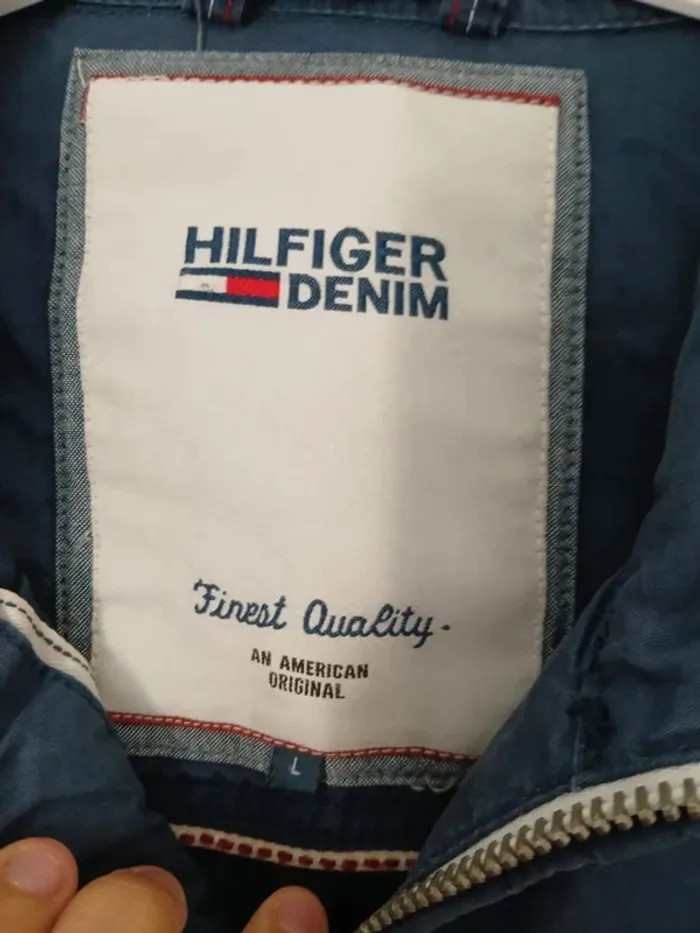 HILFIGER
DENIM
Finest Quality-
AN AMERICAN
ORIGINAL
L